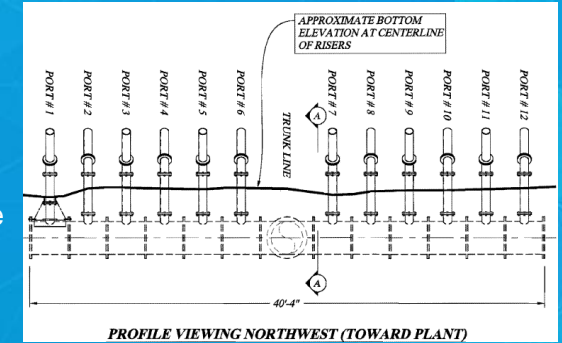 APPROXIMATE BOTTOM
ELEVATION AT CENTERLINE
OF RISERS
PORT # 1
PORT # 2
PORT # 3
PORT # 4
PORT # 5
PORT # 6
TRUNK LINE
PORT # 7
PORT # 8
PORT # 9
PORT # 10
PORT # 11
PORT # 12
A
e
A
40'-4"
PROFILE VIEWING NORTHWEST (TOWARD PLANT)